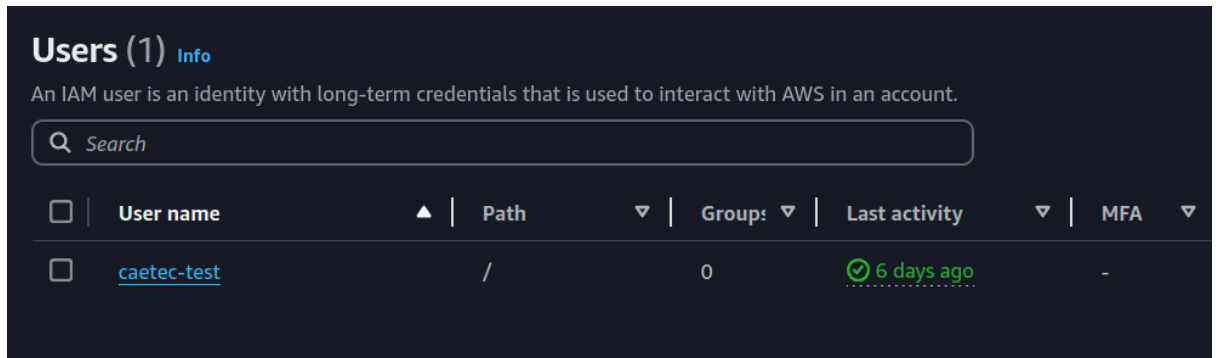 Users (1) Info
An IAM user is an identity with long-term credentials that is used to interact with AWS in an account.
Search
User name Path Groups Last activity MFA
caetec-test / 0 6 days ago -